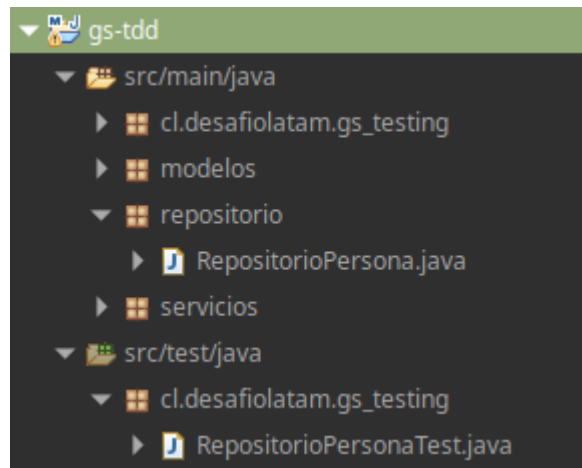 gs-tdd
src/main/java
cl.desafiolatam.gs_testing
modelos
repositorio
RepositorioPersona.java
servicios
src/test/java
cl.desafiolatam.gs_testing
RepositorioPersonaTest.java